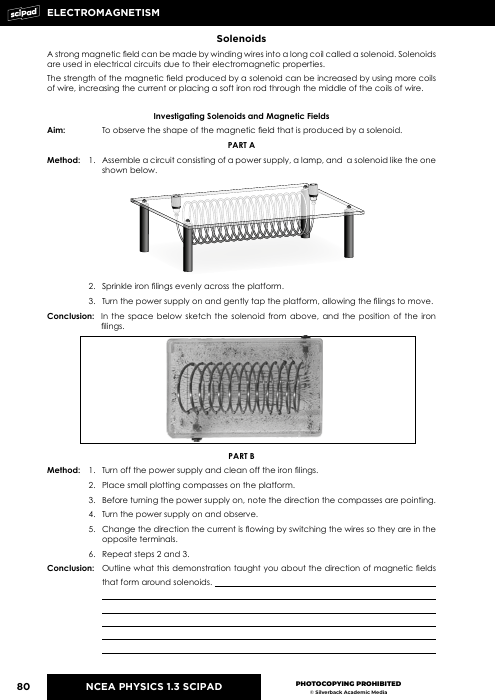 scipad ELECTROMAGNETISM
Solenoids
A strong magnetic field can be made by winding wires into a long coil called a solenoid. Solenoids
are used in electrical circuits due to their electromagnetic properties.
The strength of the magnetic field produced by a solenoid can be increased by using more coils
of wire, increasing the current or placing a soft iron rod through the middle of the coils of wire.
Investigating Solenoids and Magnetic Fields
Aim: To observe the shape of the magnetic field that is produced by a solenoid.
PART A
Method: 1. Assemble a circuit consisting of a power supply, a lamp, and a solenoid like the one
shown below.
2. Sprinkle iron filings evenly across the platform.
3. Turn the power supply on and gently tap the platform, allowing the filings to move.
Conclusion: In the space below sketch the solenoid from above, and the position of the iron
filings.
PART B
Method: 1. Turn off the power supply and clean off the iron filings.
2. Place small plotting compasses on the platform.
3. Before turning the power supply on, note the direction the compasses are pointing.
4. Turn the power supply on and observe.
5. Change the direction the current is flowing by switching the wires so they are in the
opposite terminals.
6. Repeat steps 2 and 3.
Conclusion: Outline what this demonstration taught you about the direction of magnetic fields
that form around solenoids.
80 NCEA PHYSICS 1.3 SCIPAD PHOTOCOPYING PROHIBITED
© Silverback Academic Media